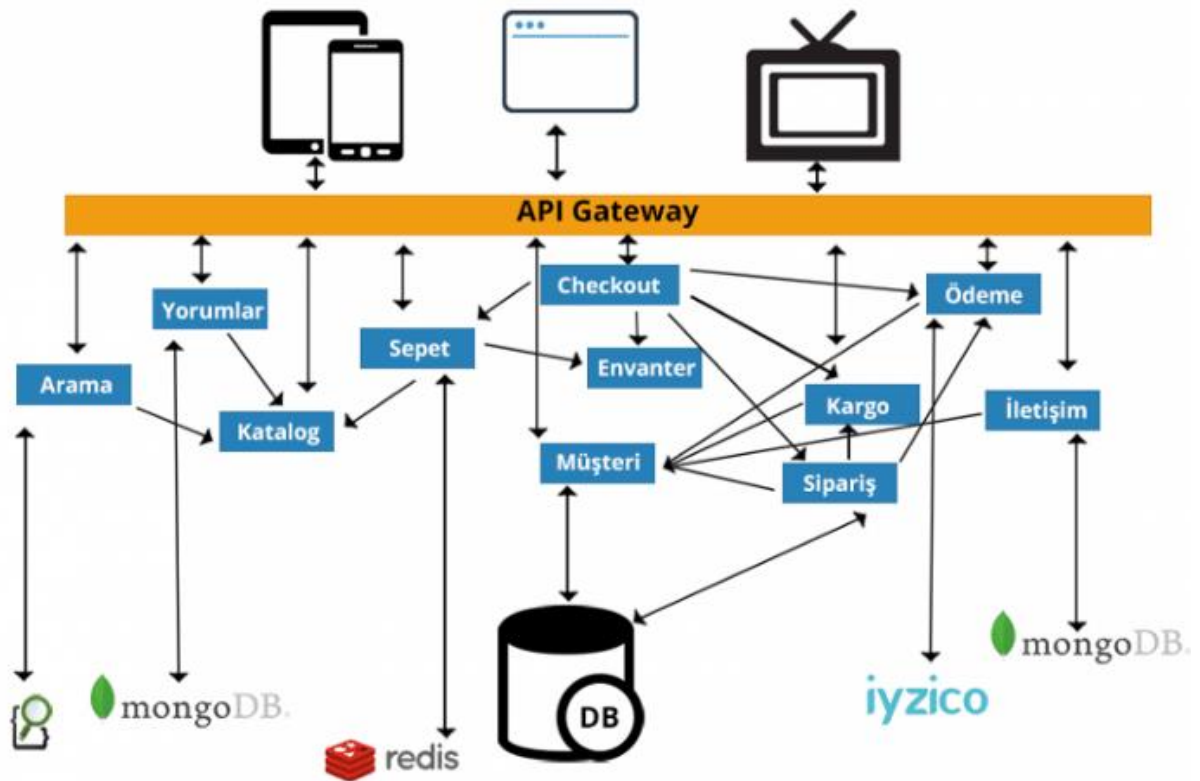 API Gateway
Checkout
Ödeme
Yorumlar
Sepet
Envanter
Arama
Kargo
İletişim
Katalog
Müşteri
Sipariş
mongoDB.
mongoDB.
iyzico
DB
redis